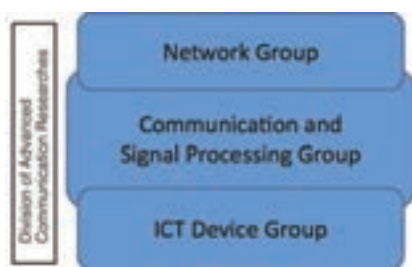 Division of Advanced
Communication Researches
Network Group
Communication and
Signal Processing Group
ICT Device Group